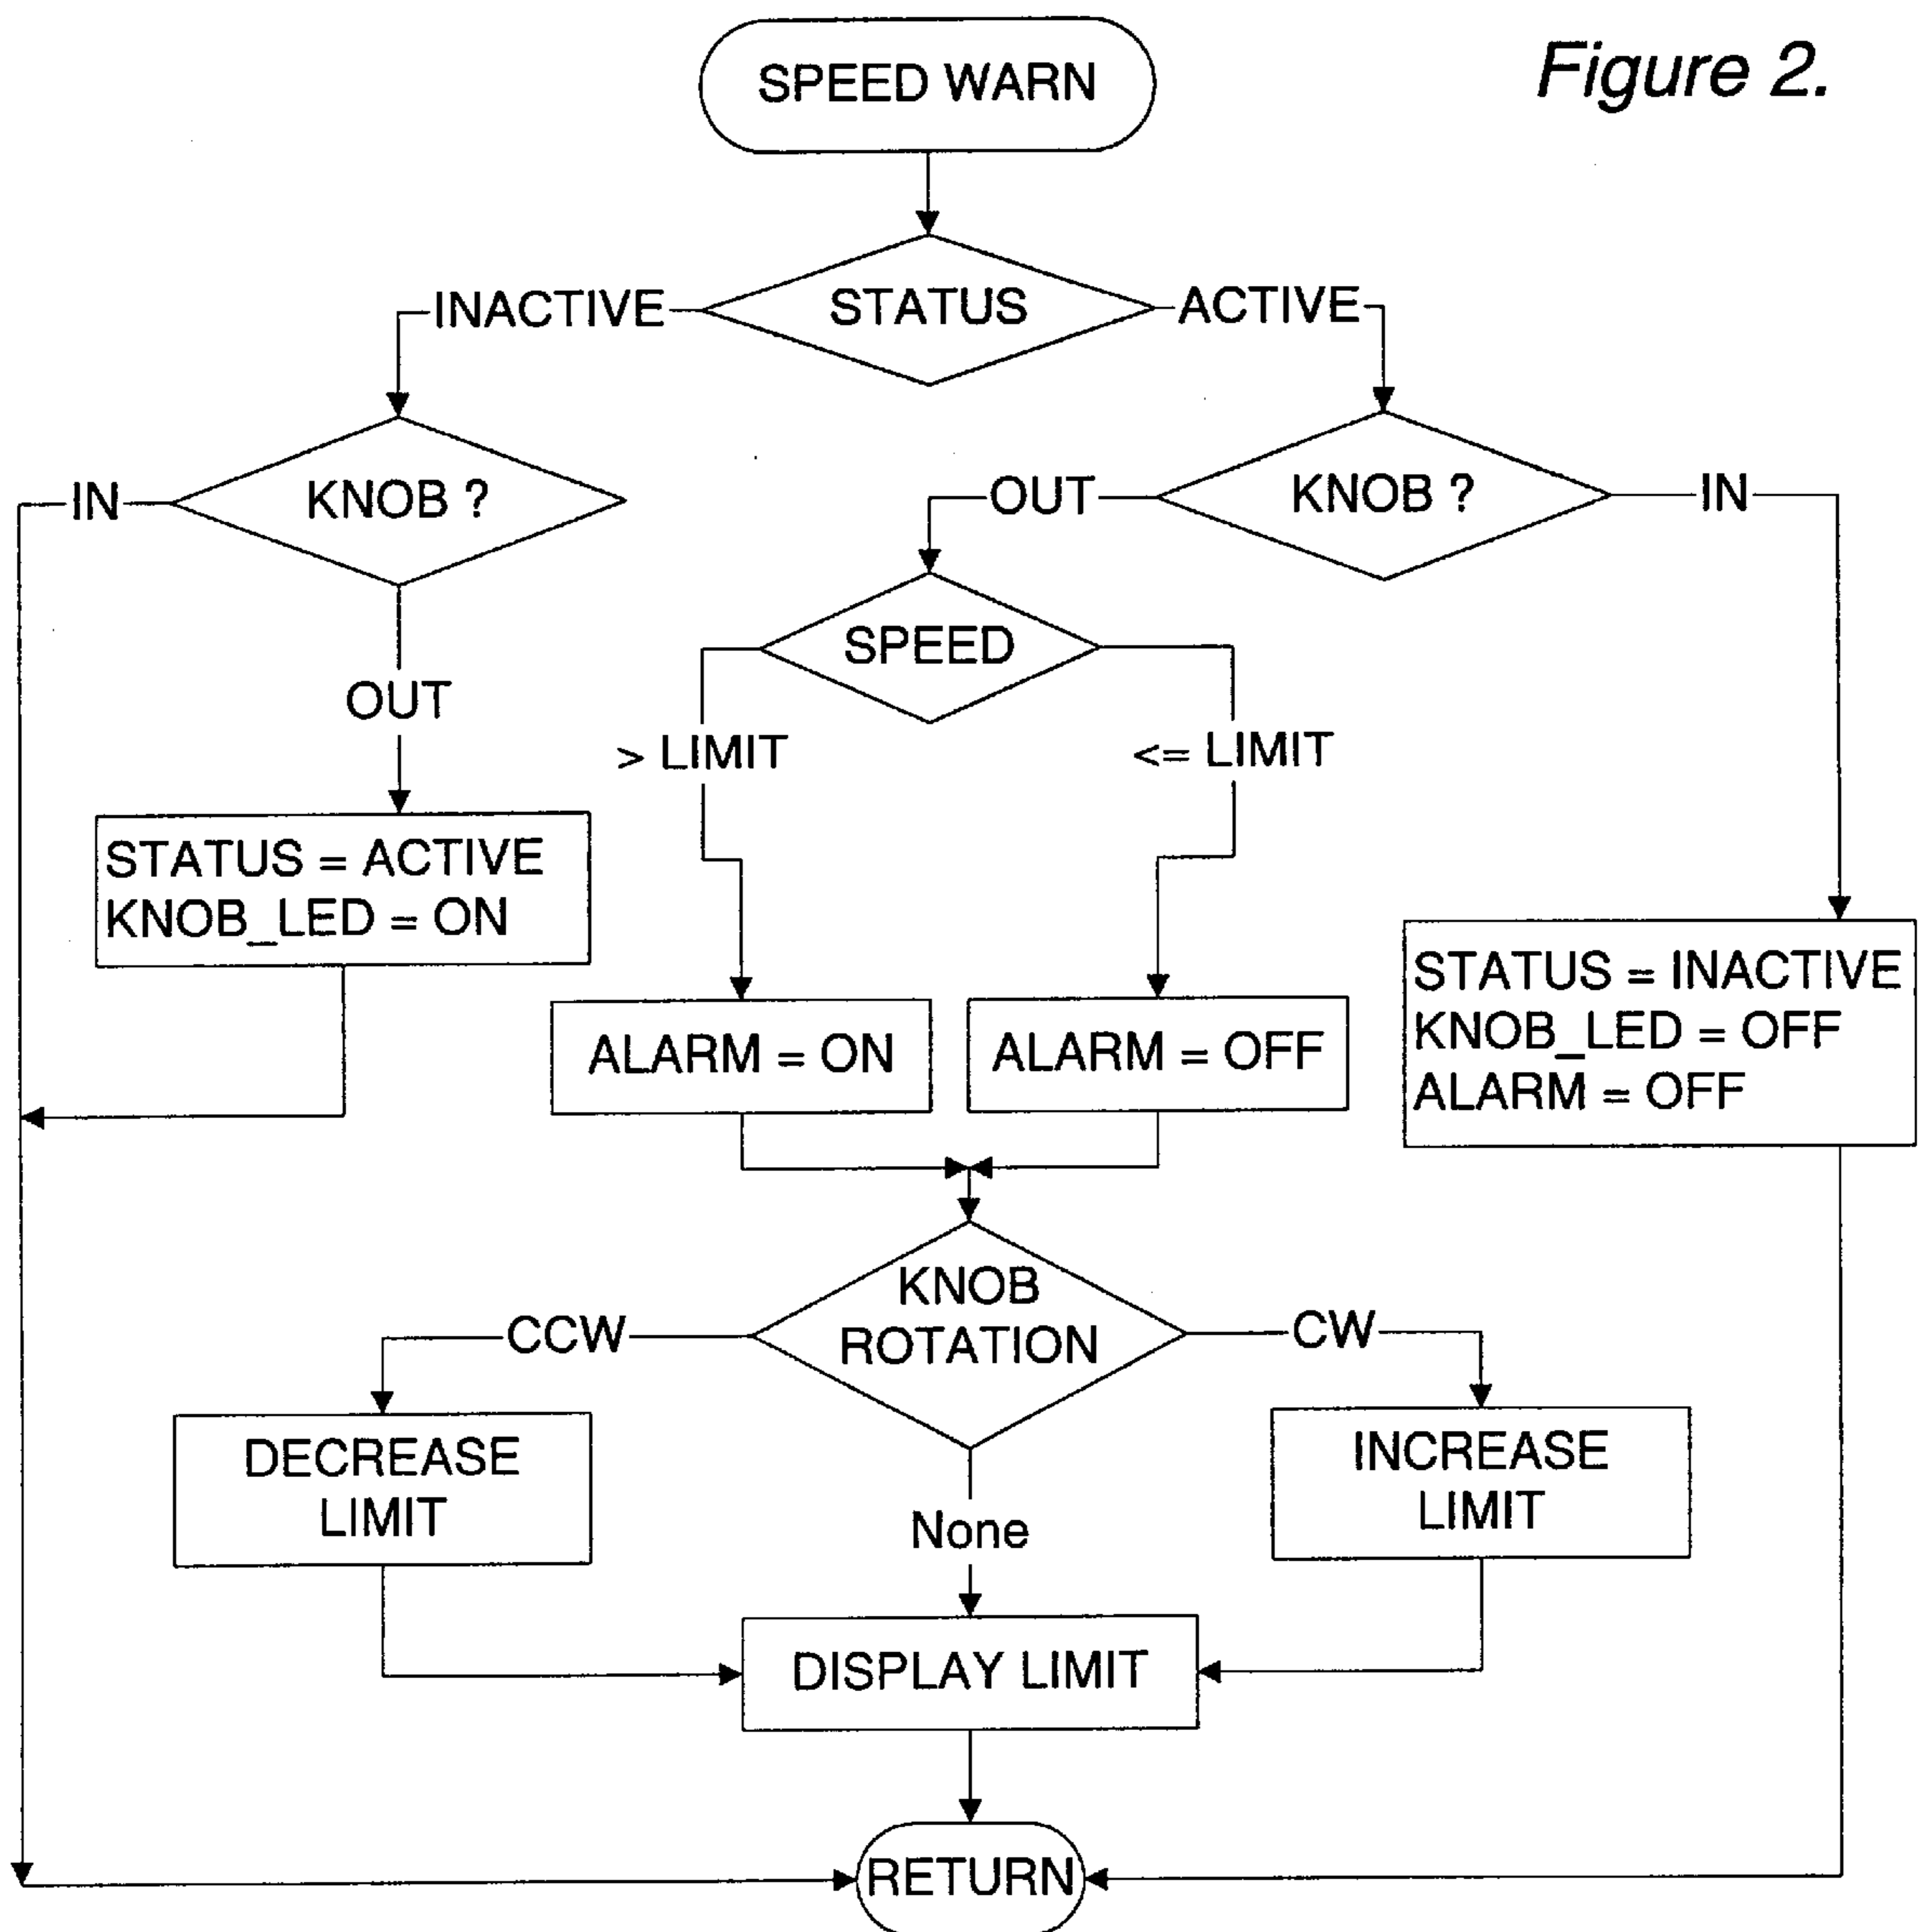 Figure 2.
SPEED WARN
STATUS
INACTIVE
ACTIVE
KNOB ?
IN
OUT
KNOB ?
OUT
IN
SPEED
> LIMIT
<= LIMIT
STATUS = ACTIVE
KNOB_LED = ON
ALARM = ON
ALARM = OFF
STATUS = INACTIVE
KNOB_LED = OFF
ALARM = OFF
KNOB
ROTATION
CCW
CW
None
DECREASE
LIMIT
INCREASE
LIMIT
DISPLAY LIMIT
RETURN